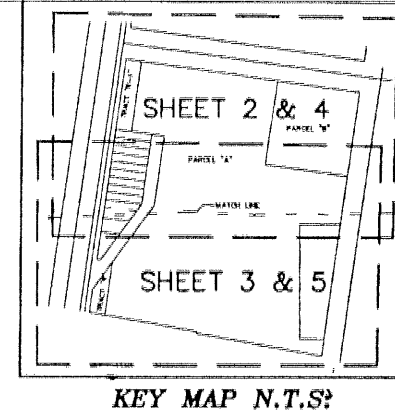 SHEET 2 & 4
PARCEL "B"
PARCEL "A"
MATCH LINE
SHEET 3 & 5
KEY MAP N.T.S?